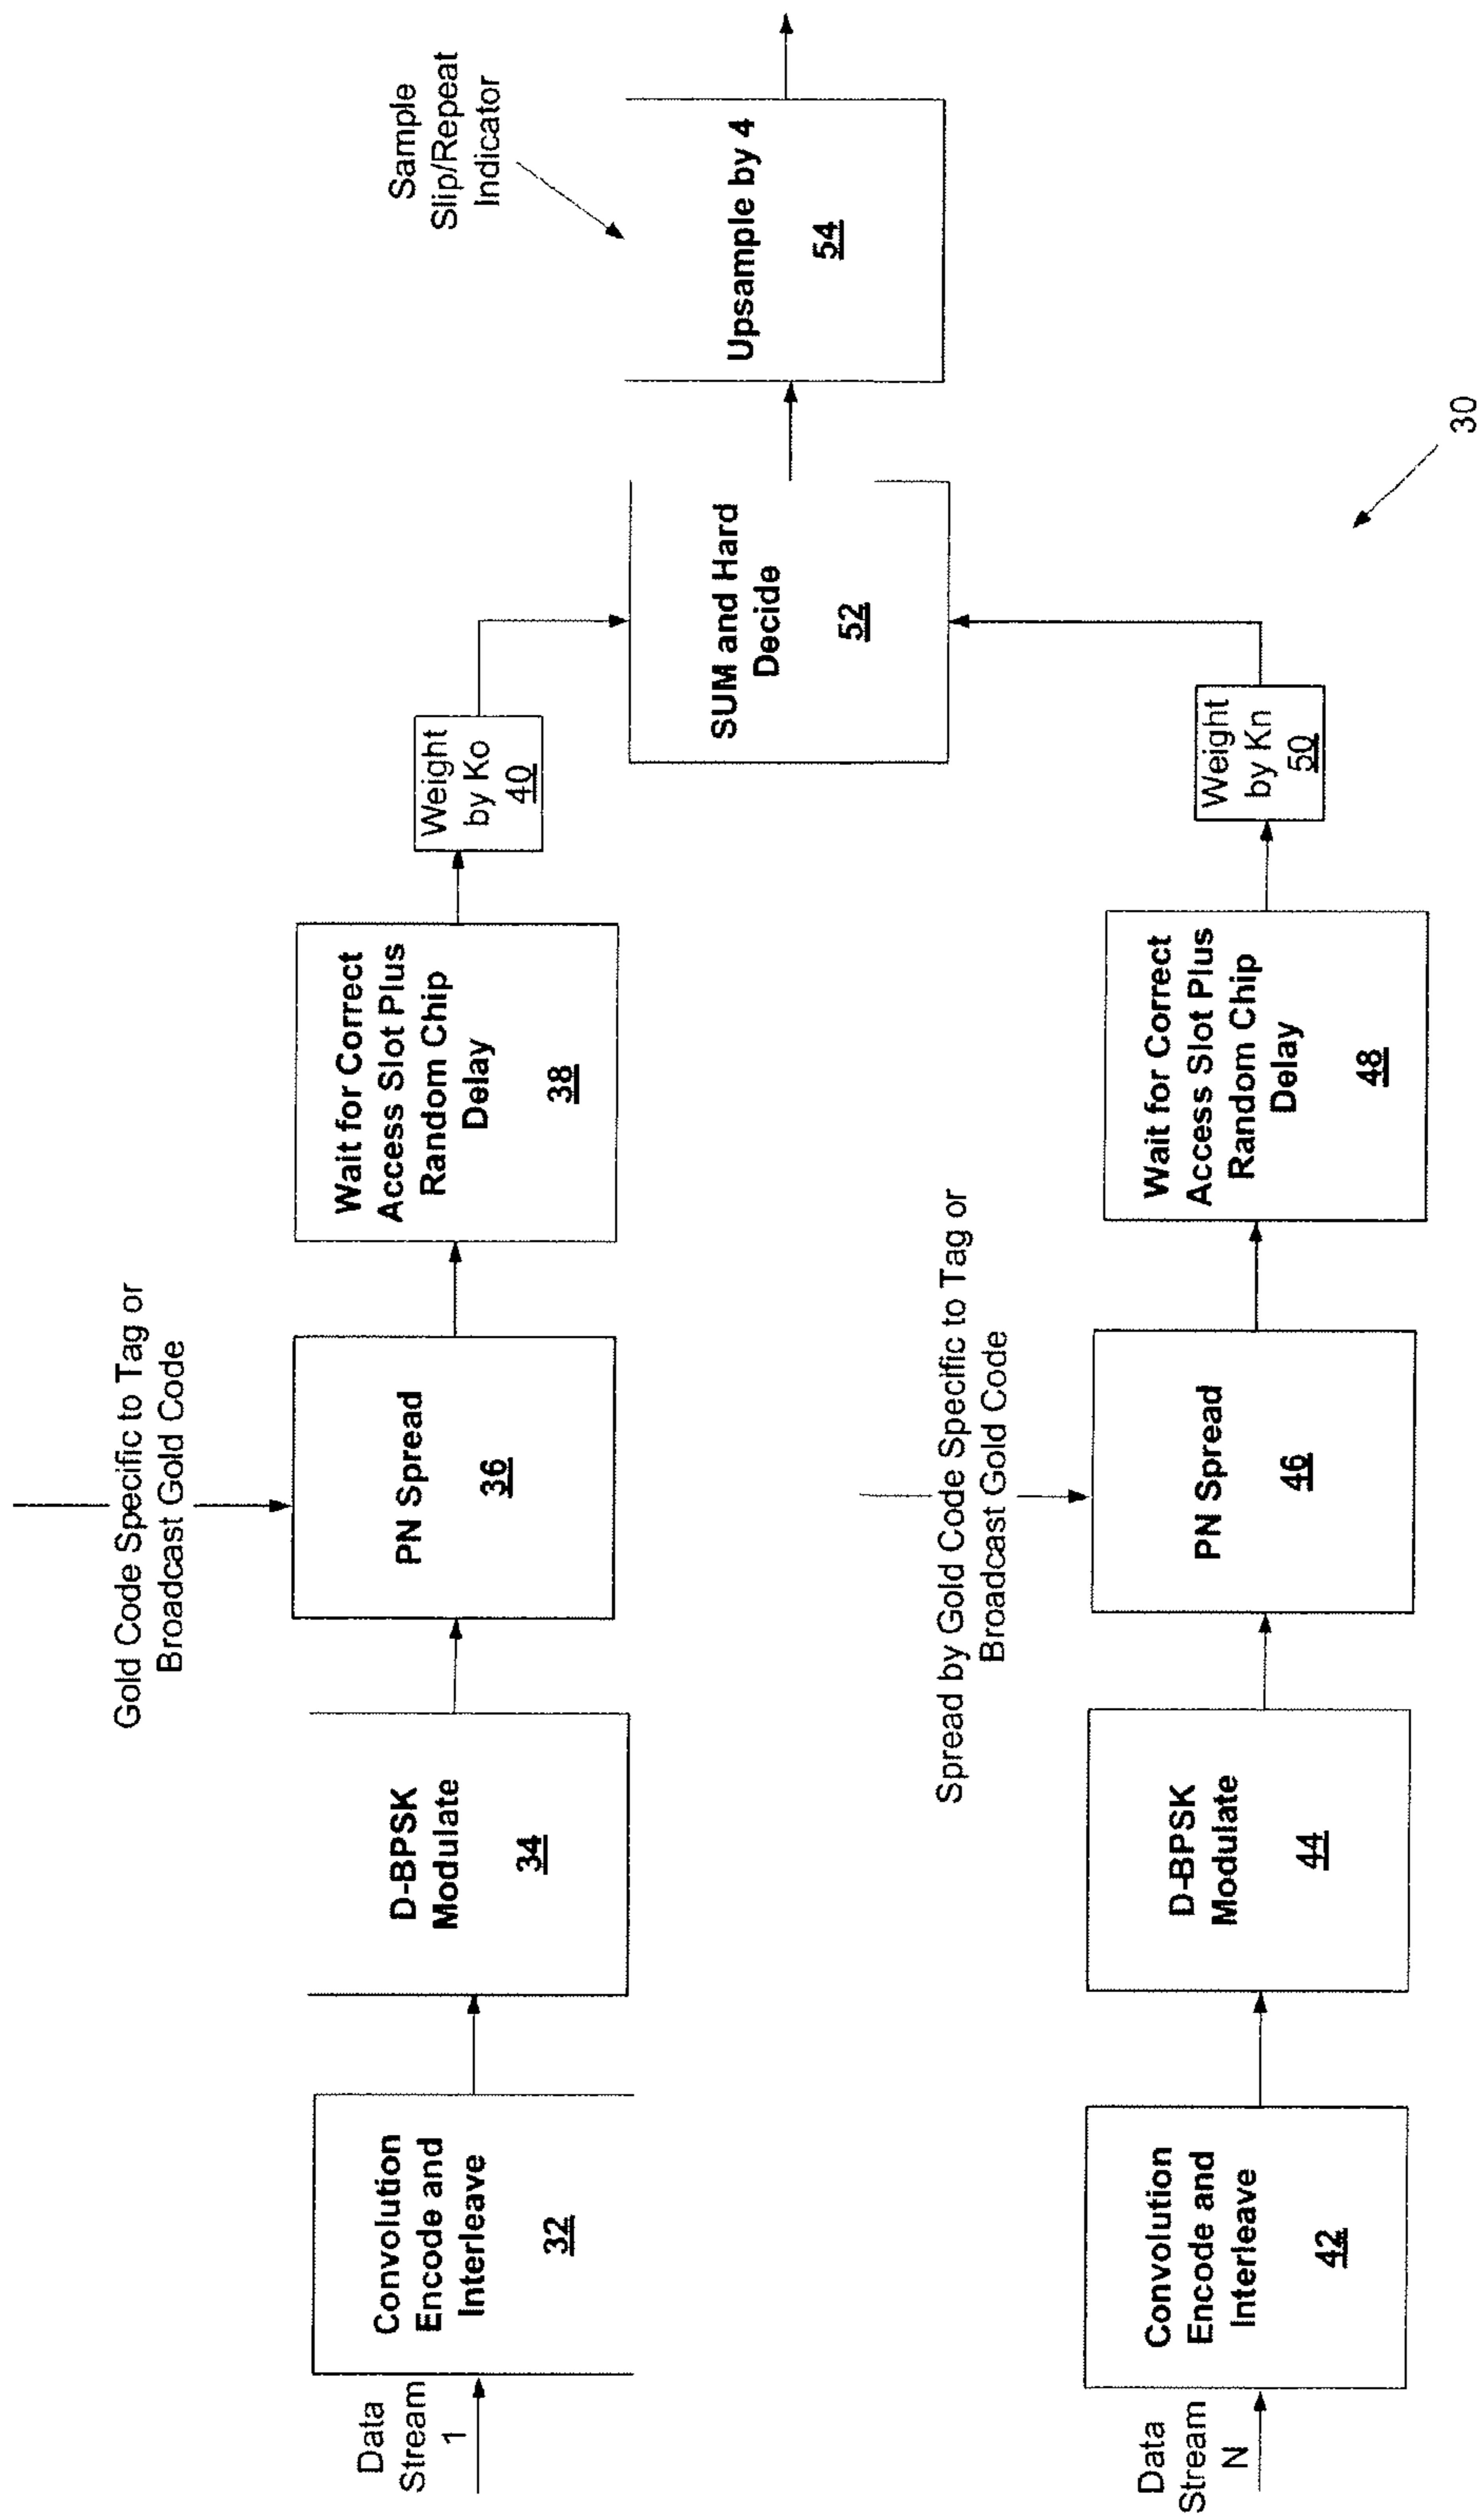 Data
Stream
1
Convolution
Encode and
Interleave
32
D-BPSK
Modulate
34
Gold Code Specific to Tag or
Broadcast Gold Code
PN Spread
36
Wait for Correct
Access Slot Plus
Random Chip
Delay
38
Weight
by Ko
40
Data
Stream
N
Convolution
Encode and
Interleave
42
D-BPSK
Modulate
44
Spread by Gold Code Specific to Tag or
Broadcast Gold Code
PN Spread
46
Wait for Correct
Access Slot Plus
Random Chip
Delay
48
Weight
by Kn
50
SUM and Hard
Decide
52
Sample
Slip/Repeat
Indicator
Upsample by 4
54
30